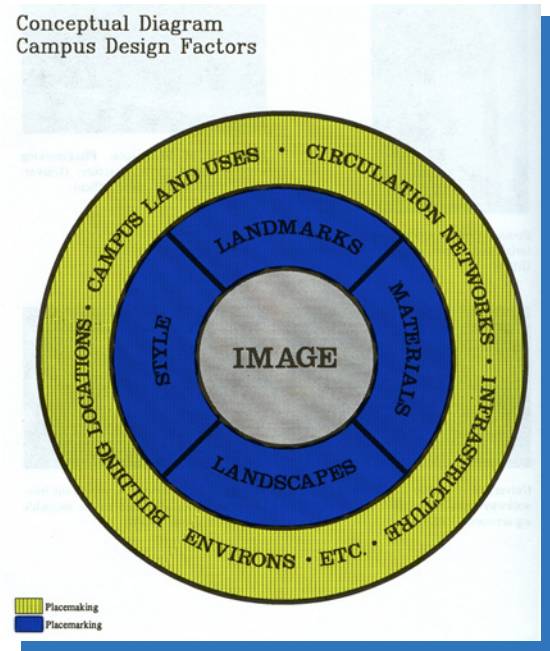 Conceptual Diagram
Campus Design Factors
CAMPUS LAND USES • CIRCULATION NETWORKS • INFRASTRUCTURE • ETC. • ENVIRONS BUILDING LOCATIONS •
LANDMARKS
MATERIALS
LANDSCAPES
STYLE
IMAGE
Placemaking
Placemarking